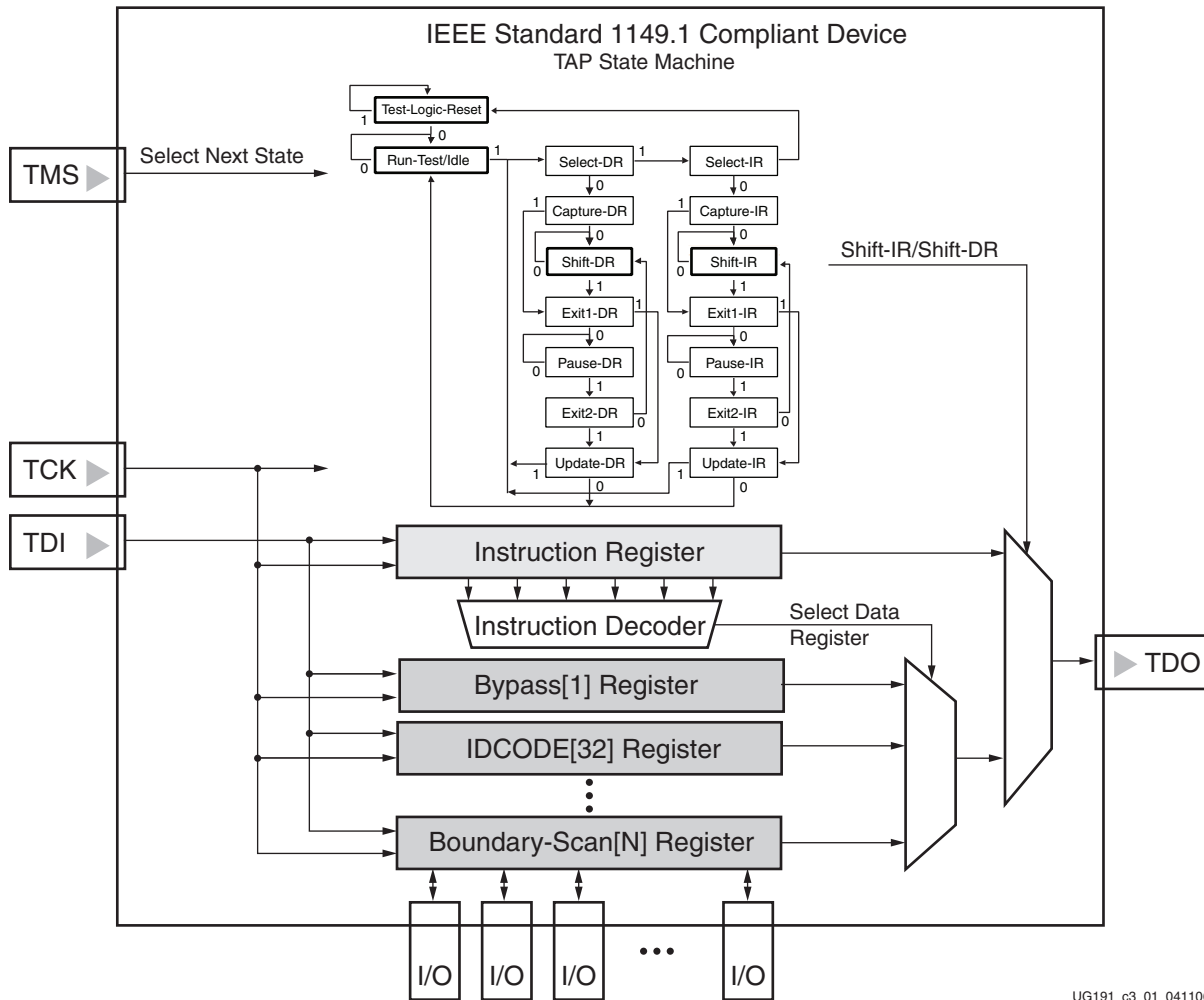 IEEE Standard 1149.1 Compliant Device
TAP State Machine
Test-Logic-Reset
1
0
TMS
Select Next State
Run-Test/Idle
0
1
Select-DR
1
Select-IR
0
0
1
Capture-DR
1
Capture-IR
0
0
Shift-DR
0
Shift-IR
0
Shift-IR/Shift-DR
1
1
Exit1-DR
1
Exit1-IR
1
0
0
Pause-DR
0
Pause-IR
0
1
1
Exit2-DR
0
Exit2-IR
0
1
1
TCK
Update-DR
1
Update-IR
1
0
0
TDI
Instruction Register
Instruction Decoder
Select Data
Register
Bypass[1] Register
TDO
IDCODE[32] Register
Boundary-Scan[N] Register
I/O
I/O
I/O
I/O